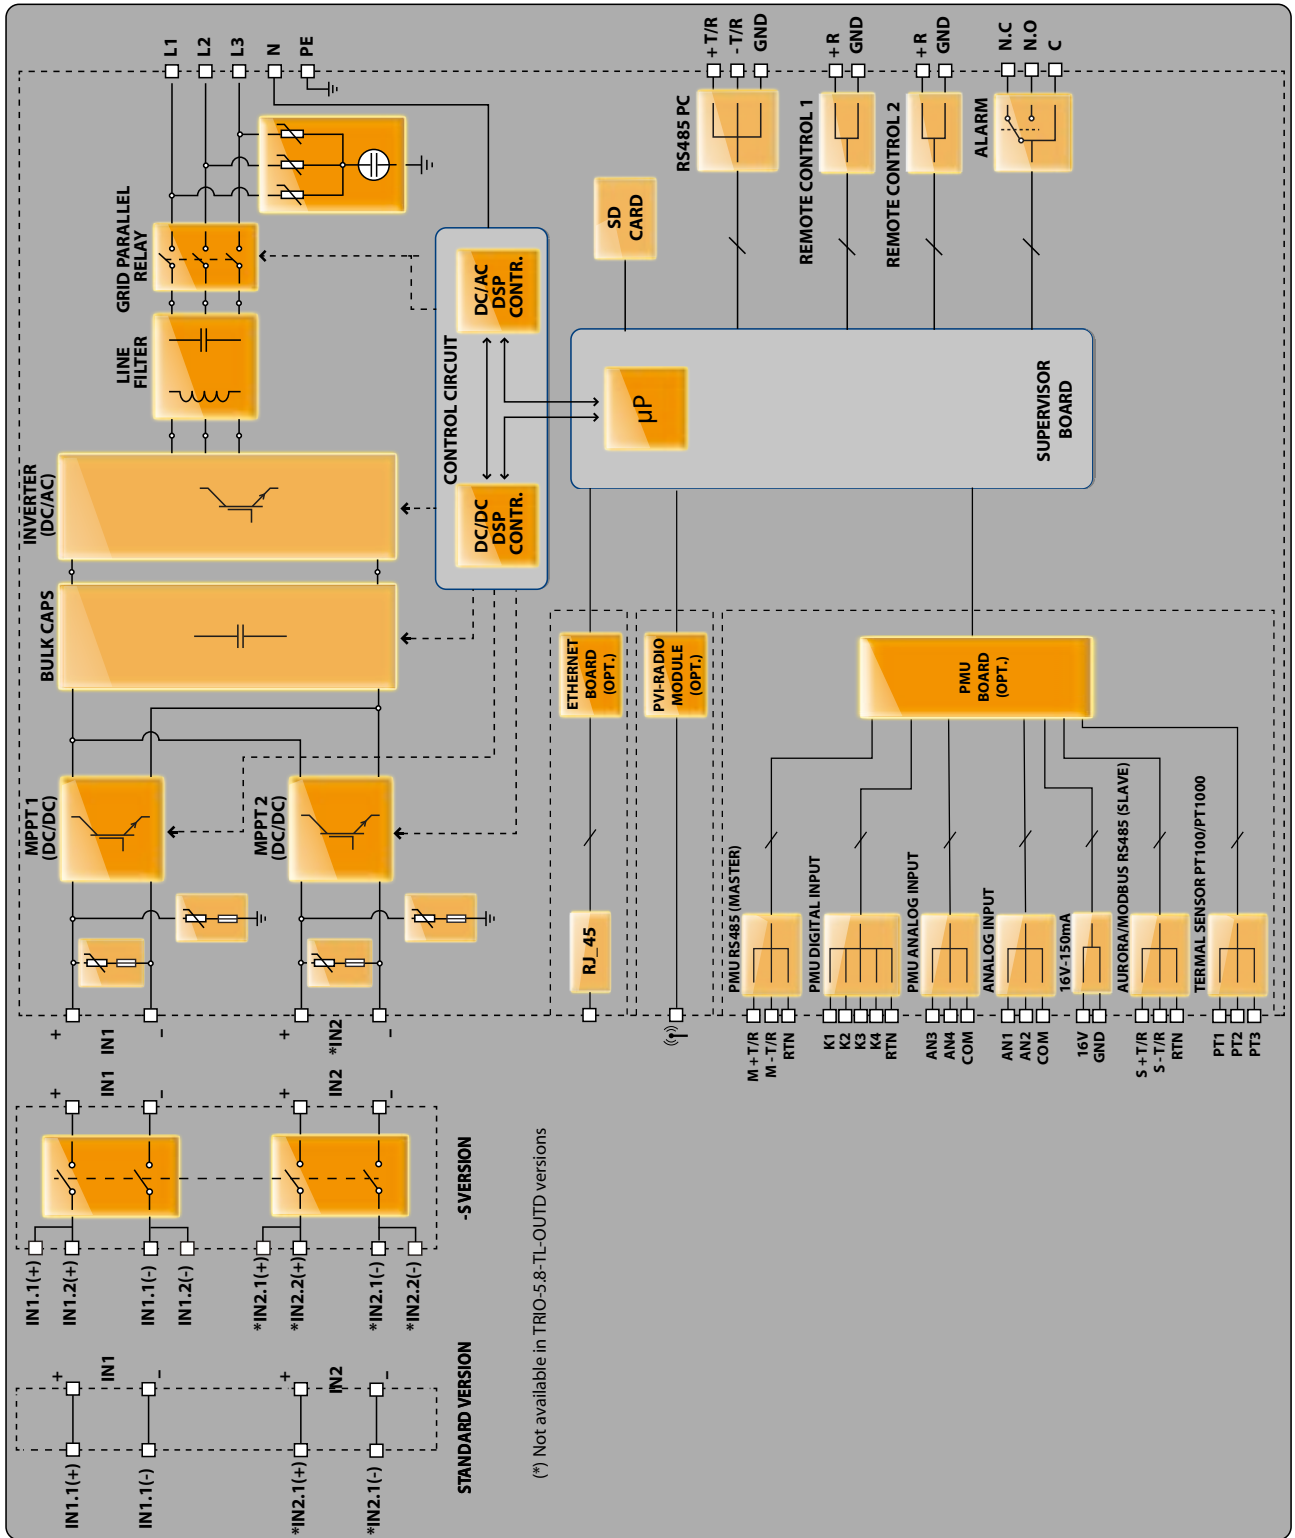 STANDARD VERSION
IN1.1(+)
IN1.1(-)
*IN2.1(+)
*IN2.1(-)
+
IN1
-
+
IN2
-
-S VERSION
IN1.1(+)
IN1.2(+)
IN1.1(-)
IN1.2(-)
*IN2.1(+)
*IN2.2(+)
*IN2.1(-)
*IN2.2(-)
+
IN1
-
+
IN2
-
+
IN1
-
+
*IN2
-
MPPT 1
(DC/DC)
MPPT 2
(DC/DC)
BULK CAPS
INVERTER
(DC/AC)
LINE
FILTER
GRID PARALLEL
RELAY
L1
L2
L3
N
PE
CONTROL CIRCUIT
DC/DC
DSP
CONTR.
DC/AC
DSP
CONTR.
µP
SUPERVISOR
BOARD
SD
CARD
RS485 PC
+ T/R
- T/R
GND
REMOTE CONTROL 1
+ R
GND
REMOTE CONTROL 2
+ R
GND
ALARM
N.C
N.O
C
ETHERNET
BOARD
(OPT.)
RJ_45
PVI-RADIO
MODULE
(OPT.)
PMU
BOARD
(OPT.)
PMU RS485 (MASTER)
M + T/R
M - T/R
RTN
PMU DIGITAL INPUT
K1
K2
K3
K4
RTN
PMU ANALOG INPUT
AN3
AN4
COM
ANALOG INPUT
AN1
AN2
COM
16V-150mA
16V
GND
AURORA/MODBUS RS485 (SLAVE)
S + T/R
S - T/R
RTN
TERMAL SENSOR PT100/PT1000
PT1
PT2
PT3
(*) Not available in TRIO-5.8-TL-OUTD versions